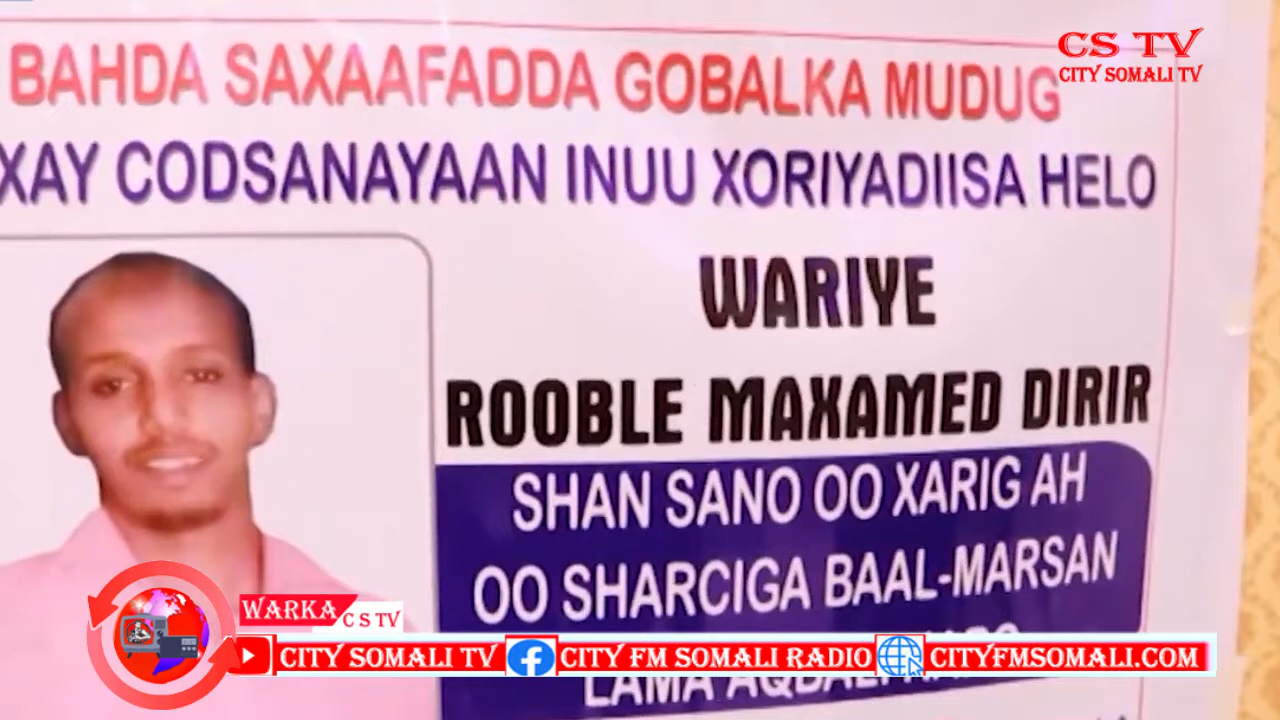 BAHDA SAXAAFADDA GOBALKA MUDUG
XAY CODSANAYAAN INUU XORIYADIISA HELO
WARIYE
ROOBLE MAXAMED DIRIR
SHAN SANO OO XARIG AH
OO SHARCIGA BAAL-MARSAN
LAMA
CS TV
CITY SOMALI TV
WARKA
CS TV
CITY SOMALI TV
CITY FM SOMALI RADIO
CITYFMSOMALI.COM